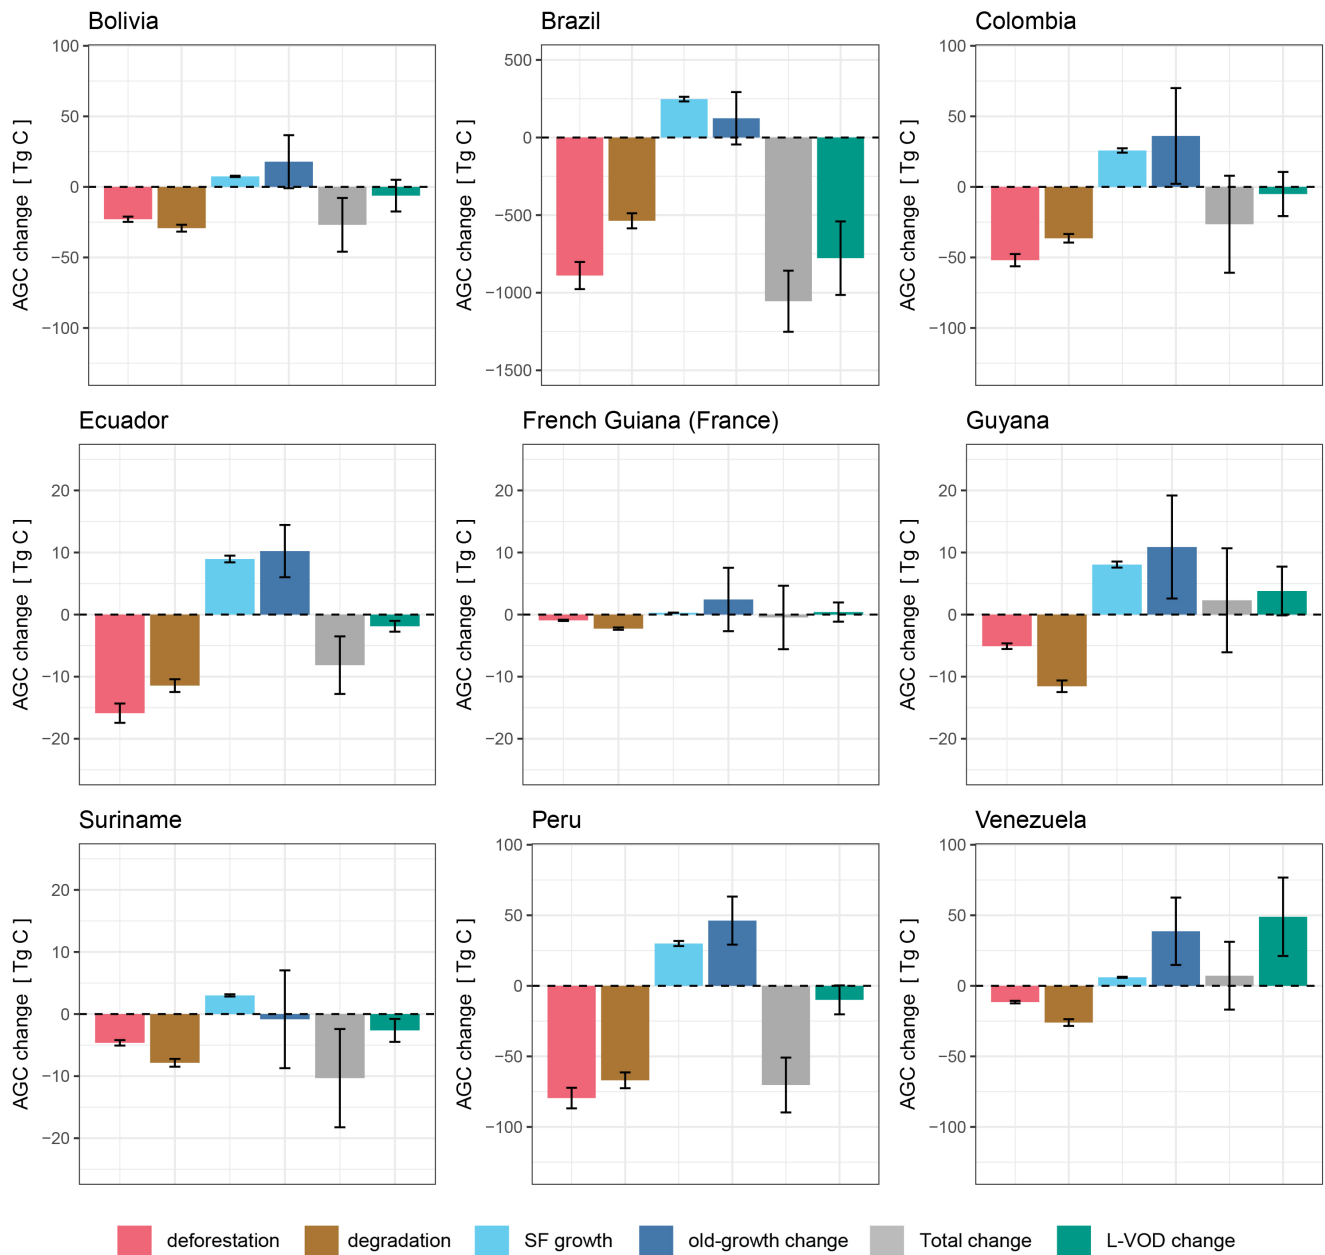 Bolivia
Brazil
Colombia
AGC change [ Tg C ]
100
50
0
−50
−100
AGC change [ Tg C ]
500
0
−500
−1000
−1500
AGC change [ Tg C ]
100
50
0
−50
−100
Ecuador
French Guiana (France)
Guyana
AGC change [ Tg C ]
20
10
0
−10
−20
AGC change [ Tg C ]
20
10
0
−10
−20
AGC change [ Tg C ]
20
10
0
−10
−20
Suriname
Peru
Venezuela
AGC change [ Tg C ]
20
10
0
−10
−20
AGC change [ Tg C ]
100
50
0
−50
−100
AGC change [ Tg C ]
100
50
0
−50
−100
deforestation degradation SF growth old-growth change Total change L-VOD change